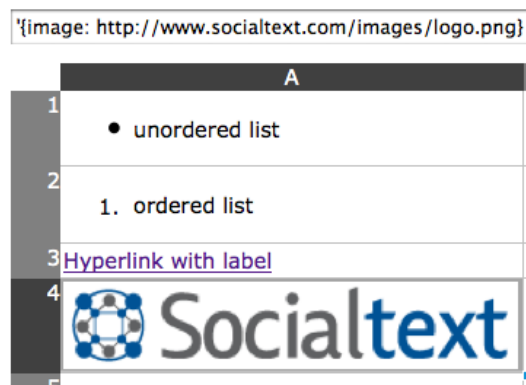 '{image: http://www.socialtext.com/images/logo.png}
A
1
• unordered list
2
1. ordered list
3 Hyperlink with label
4
Socialtext
5